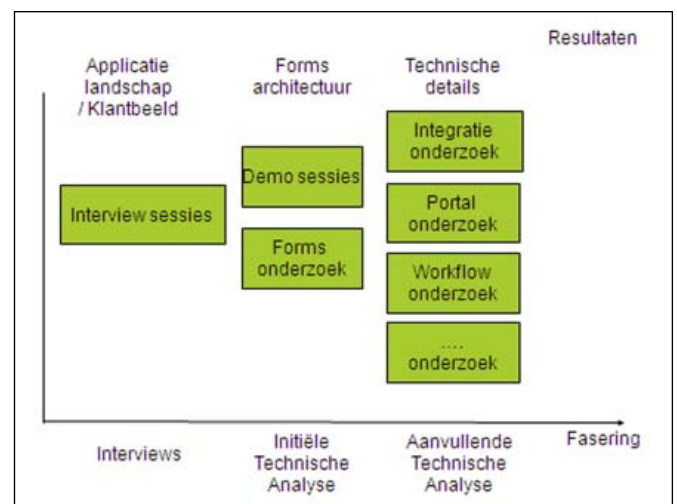 Resultaten
Applicatie
landschap
/ Klantbeeld
Forms
architectuur
Technische
details
Interview sessies
Demo sessies
Forms
onderzoek
Integratie
onderzoek
Portal
onderzoek
Workflow
onderzoek
....
onderzoek
Interviews
Initiële
Technische
Analyse
Aanvullende
Technische
Analyse
Fasering